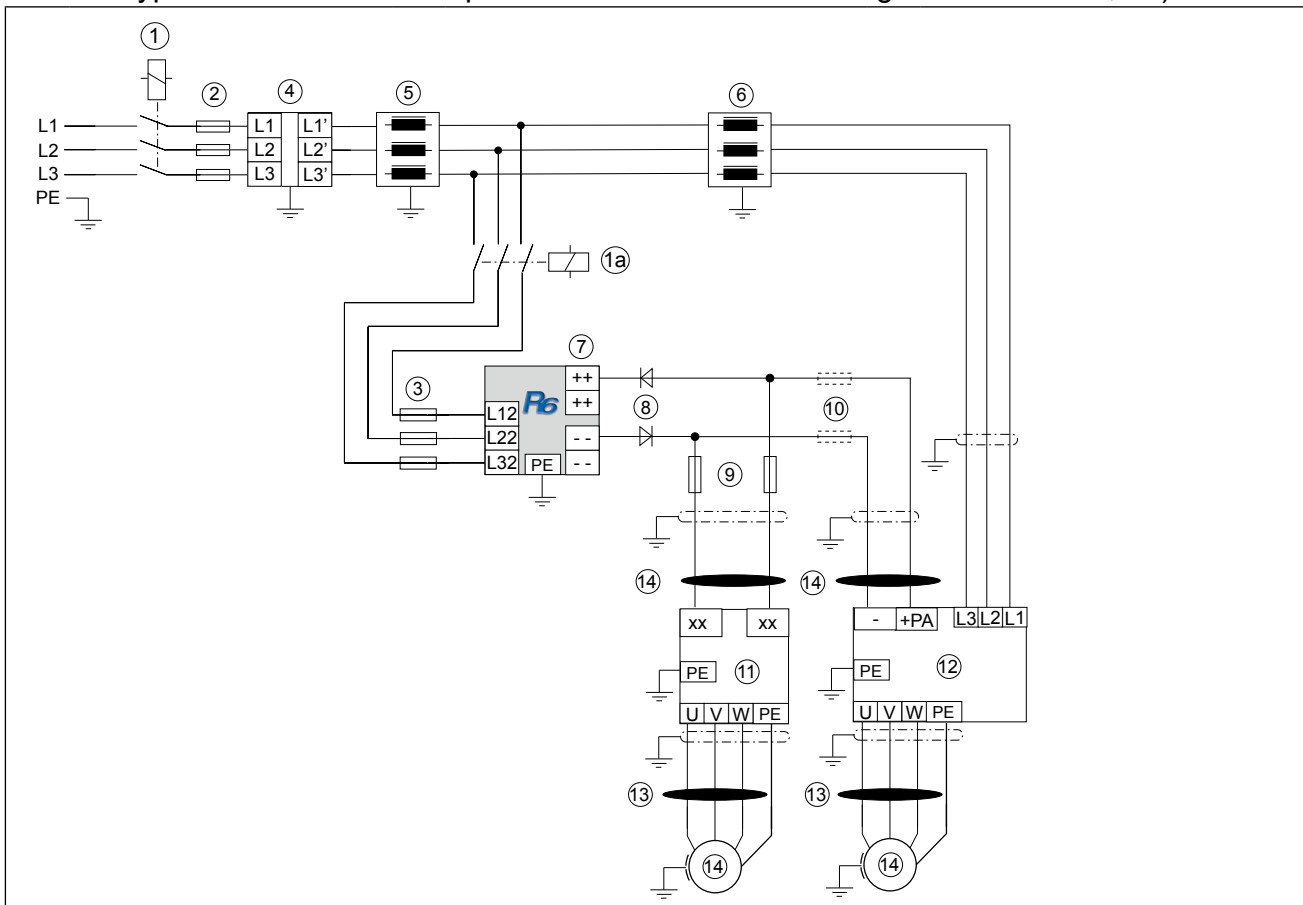 1
2
4
5
6
L1 L1 L1'
L2 L2 L2'
L3 L3 L3'
PE
1a
7
++
++
3
R6
8
10
L12
L22
L32
PE
- -
- -
9
14
14
xx xx
- +PA L3 L2 L1
PE 11
PE 12
U V W PE
U V W PE
13
13
14
14